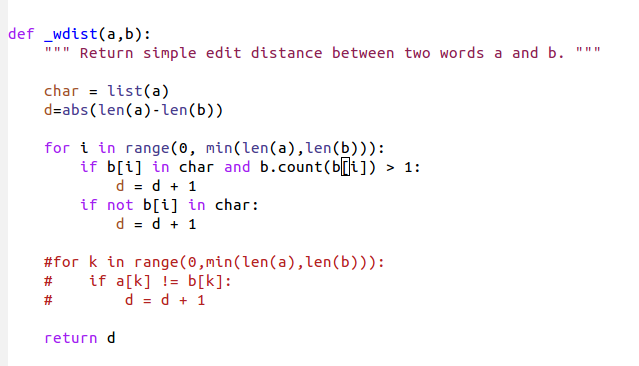 def _wdist(a,b):
    """ Return simple edit distance between two words a and b. """
    char = list(a)
    d=abs(len(a)-len(b))
    for i in range(0, min(len(a),len(b))):
        if b[i] in char and b.count(b[i]) > 1:
            d = d + 1
        if not b[i] in char:
            d = d + 1
    #for k in range(0,min(len(a),len(b))):
    #    if a[k] != b[k]:
    #        d = d + 1
    return d